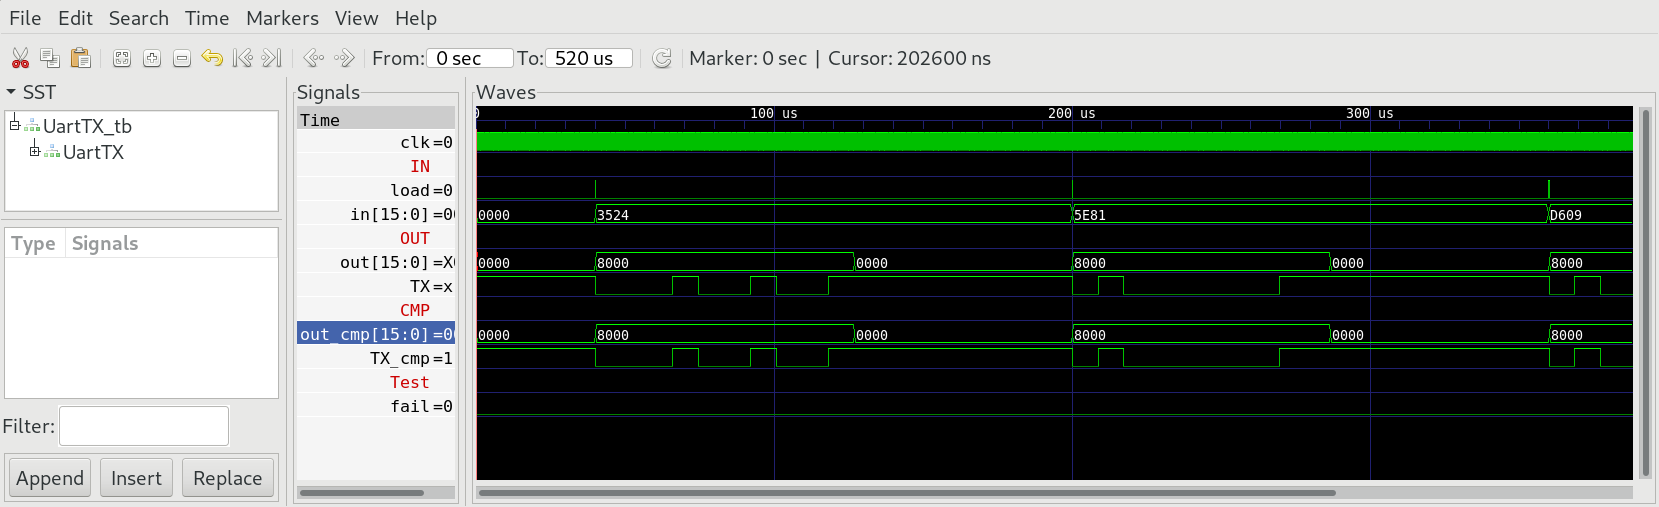 File Edit Search Time Markers View Help
From: 0 sec To: 520 us Marker: 0 sec | Cursor: 202600 ns
SST
UartTX_tb
UartTX
Type Signals
Filter:
Append Insert Replace
Signals
Time
clk=0
IN
load=0
in[15:0]=00
OUT
out[15:0]=X0
TX=x
CMP
out_cmp[15:0]=00
TX_cmp=1
Test
fail=0
Waves
0 100 us 200 us 300 us
0000 3524 5E81 D609
0000 8000 0000 8000 0000 8000
0000 8000 0000 8000 0000 8000